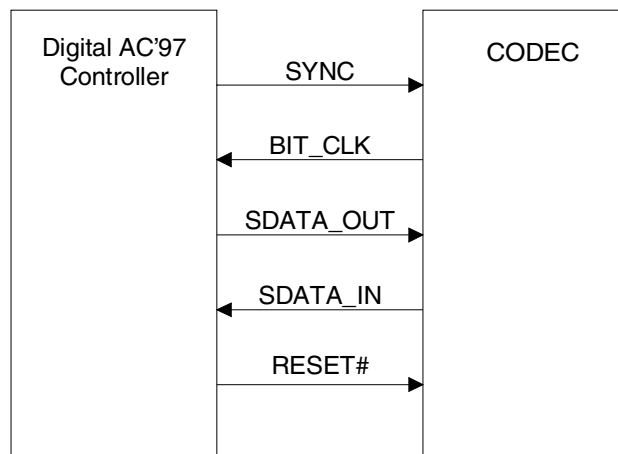 Digital AC'97
Controller
CODEC
SYNC
BIT_CLK
SDATA_OUT
SDATA_IN
RESET#